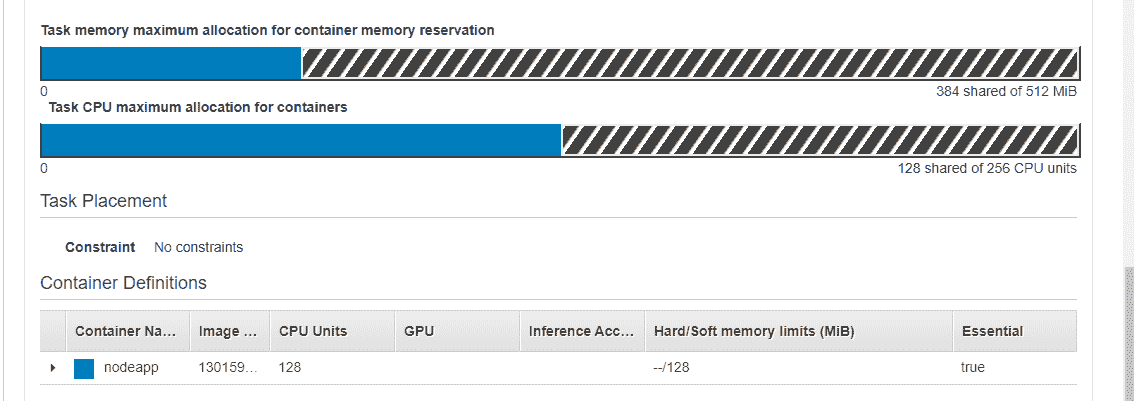 Task memory maximum allocation for container memory reservation
0 384 shared of 512 MiB
Task CPU maximum allocation for containers
0 128 shared of 256 CPU units
Task Placement
Constraint No constraints
Container Definitions
Container Na... Image ... CPU Units GPU Inference Acc... Hard/Soft memory limits (MiB) Essential
nodeapp 130159... 128 --/128 true